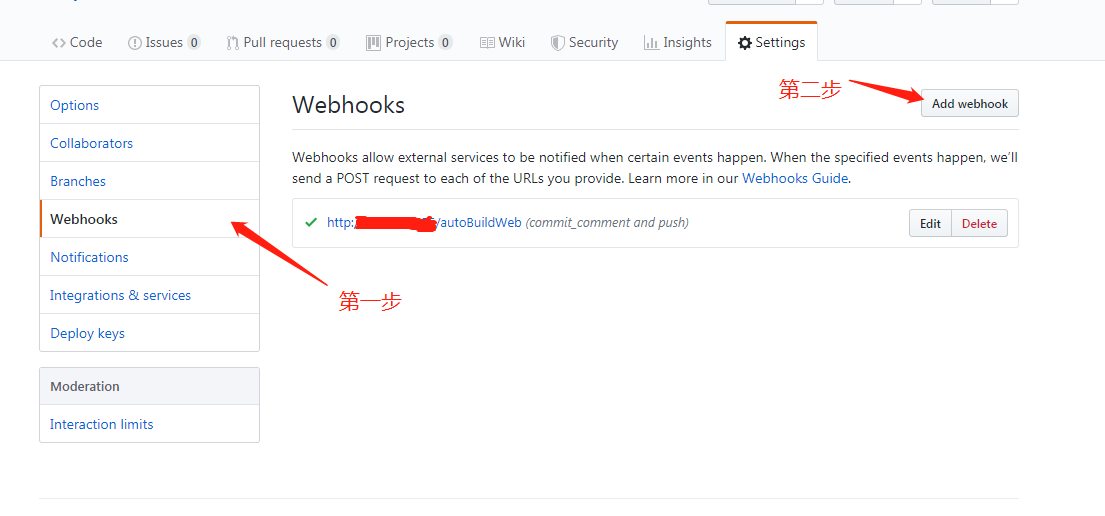 Code Issues 0 Pull requests 0 Projects 0 Wiki Security Insights Settings
Options
Collaborators
Branches
Webhooks
Notifications
Integrations & services
Deploy keys
Moderation
Interaction limits
Webhooks
第二步
Add webhook
Webhooks allow external services to be notified when certain events happen. When the specified events happen, we’ll
send a POST request to each of the URLs you provide. Learn more in our Webhooks Guide.
http:/ /autoBuildWeb (commit_comment and push) Edit Delete
第一步